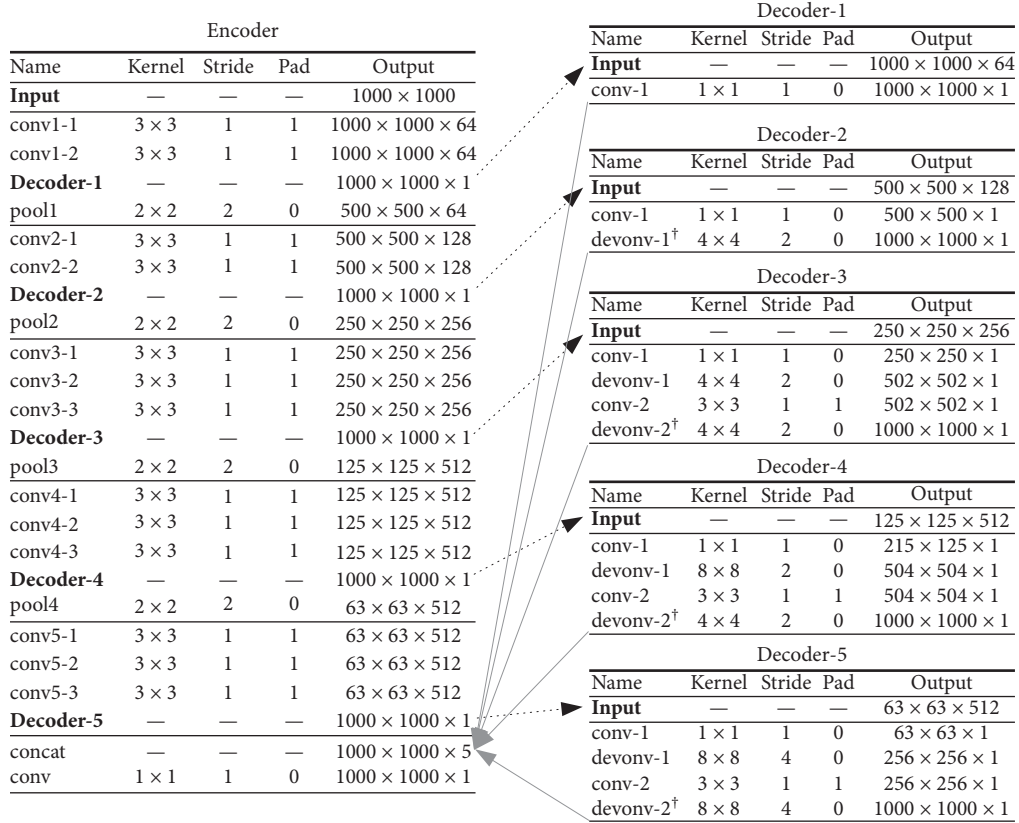 Encoder
Name Kernel Stride Pad Output
Input — — — 1000 × 1000
conv1-1 3 × 3 1 1 1000 × 1000 × 64
conv1-2 3 × 3 1 1 1000 × 1000 × 64
Decoder-1 — — — 1000 × 1000 × 1
pool1 2 × 2 2 0 500 × 500 × 64
conv2-1 3 × 3 1 1 500 × 500 × 128
conv2-2 3 × 3 1 1 500 × 500 × 128
Decoder-2 — — — 1000 × 1000 × 1
pool2 2 × 2 2 0 250 × 250 × 256
conv3-1 3 × 3 1 1 250 × 250 × 256
conv3-2 3 × 3 1 1 250 × 250 × 256
conv3-3 3 × 3 1 1 250 × 250 × 256
Decoder-3 — — — 1000 × 1000 × 1
pool3 2 × 2 2 0 125 × 125 × 512
conv4-1 3 × 3 1 1 125 × 125 × 512
conv4-2 3 × 3 1 1 125 × 125 × 512
conv4-3 3 × 3 1 1 125 × 125 × 512
Decoder-4 — — — 1000 × 1000 × 1
pool4 2 × 2 2 0 63 × 63 × 512
conv5-1 3 × 3 1 1 63 × 63 × 512
conv5-2 3 × 3 1 1 63 × 63 × 512
conv5-3 3 × 3 1 1 63 × 63 × 512
Decoder-5 — — — 1000 × 1000 × 1
concat — — — 1000 × 1000 × 5
conv 1 × 1 1 0 1000 × 1000 × 1
Decoder-1
Name Kernel Stride Pad Output
Input — — — 1000 × 1000 × 64
conv-1 1 × 1 1 0 1000 × 1000 × 1
Decoder-2
Name Kernel Stride Pad Output
Input — — — 500 × 500 × 128
conv-1 1 × 1 1 0 500 × 500 × 1
devonv-1† 4 × 4 2 0 1000 × 1000 × 1
Decoder-3
Name Kernel Stride Pad Output
Input — — — 250 × 250 × 256
conv-1 1 × 1 1 0 250 × 250 × 1
devonv-1 4 × 4 2 0 502 × 502 × 1
conv-2 3 × 3 1 1 502 × 502 × 1
devonv-2† 4 × 4 2 0 1000 × 1000 × 1
Decoder-4
Name Kernel Stride Pad Output
Input — — — 125 × 125 × 512
conv-1 1 × 1 1 0 215 × 125 × 1
devonv-1 8 × 8 2 0 504 × 504 × 1
conv-2 3 × 3 1 1 504 × 504 × 1
devonv-2† 4 × 4 2 0 1000 × 1000 × 1
Decoder-5
Name Kernel Stride Pad Output
Input — — — 63 × 63 × 512
conv-1 1 × 1 1 0 63 × 63 × 1
devonv-1 8 × 8 4 0 256 × 256 × 1
conv-2 3 × 3 1 1 256 × 256 × 1
devonv-2† 8 × 8 4 0 1000 × 1000 × 1